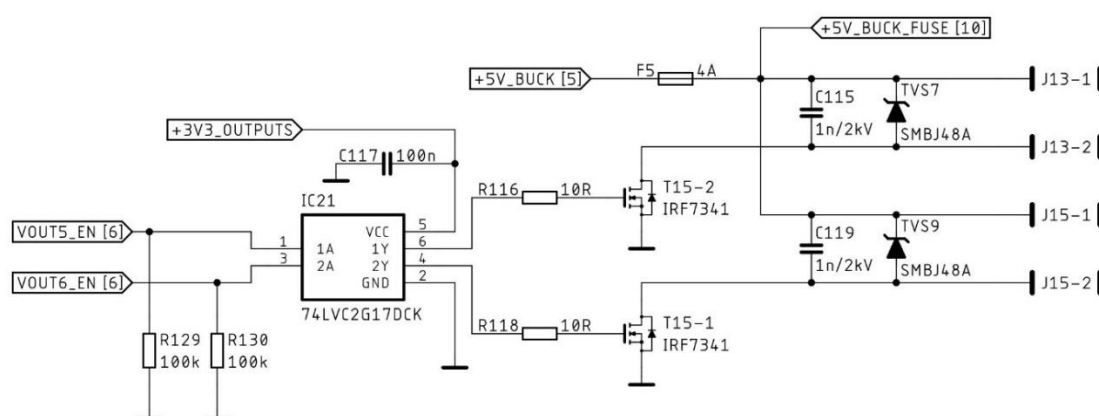 +5V_BUCK_FUSE [10]
+5V_BUCK [5]
F5
4A
J13-1
C115
1n/2kV
TVS7
SMBJ48A
+3V3_OUTPUTS
C117
100n
J13-2
R116
10R
T15-2
IRF7341
IC21
VOUT5_EN [6]
1
3
1A
2A
VCC
1Y
2Y
GND
5
6
4
2
74LVC2G17DCK
VOUT6_EN [6]
J15-1
C119
1n/2kV
TVS9
SMBJ48A
J15-2
R118
10R
T15-1
IRF7341
R129
100k
R130
100k